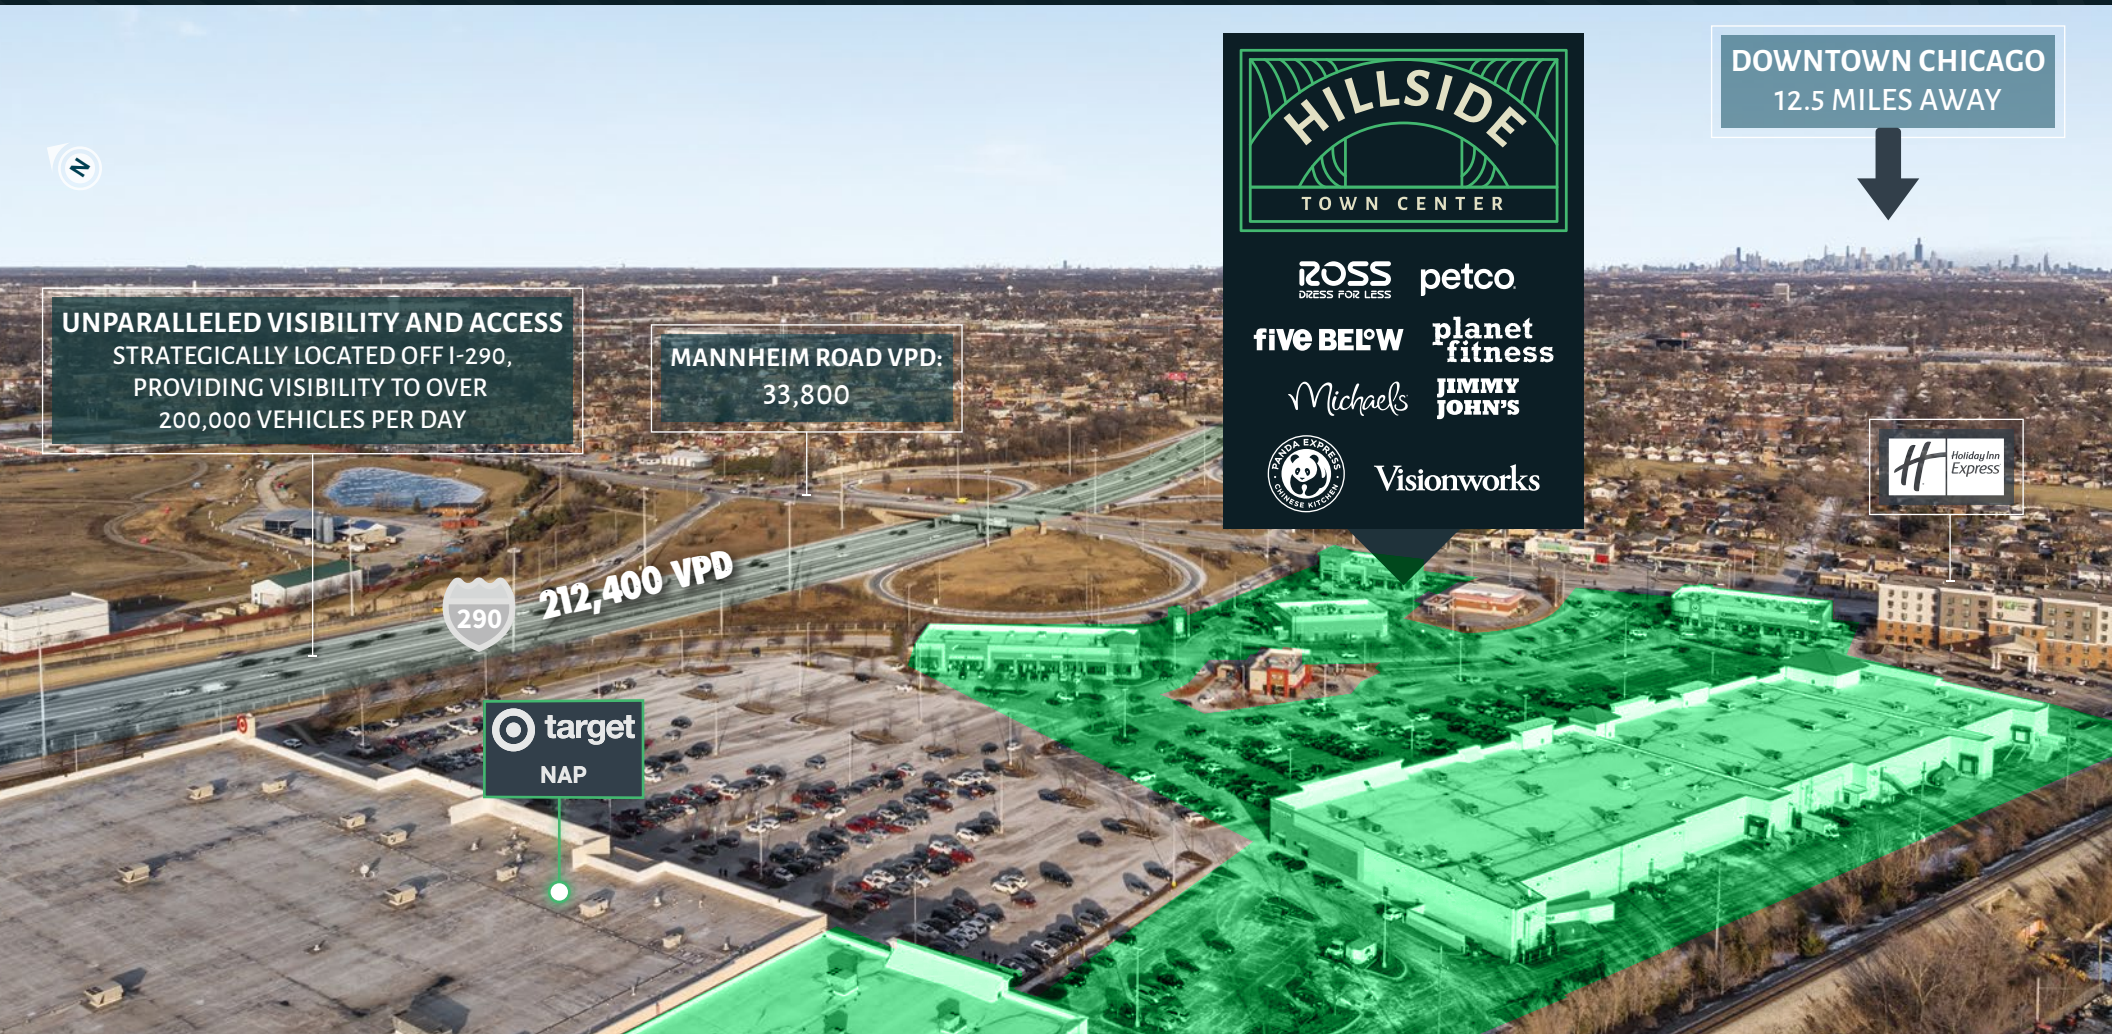 HILLSIDE
TOWN CENTER
DOWNTOWN CHICAGO
12.5 MILES AWAY
N
ROSS
DRESS FOR LESS
petco
UNPARALLELED VISIBILITY AND ACCESS
STRATEGICALLY LOCATED OFF I-290,
PROVIDING VISIBILITY TO OVER
200,000 VEHICLES PER DAY
MANNHEIM ROAD VPD:
33,800
fiVe BELOW
planet
fitness
Michaels
JIMMY
JOHN'S
PANDA EXPRESS
CHINESE KITCHEN
Visionworks
Holiday Inn
Express
290
212,400 VPD
target
NAP